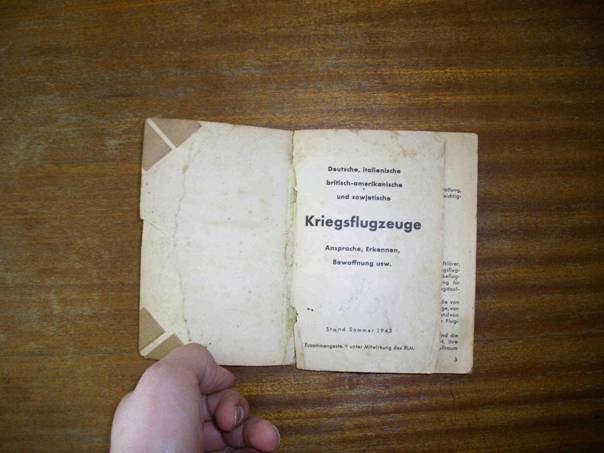 Deutsche, italienische
britisch-amerikanische
und sowjetische
Kriegsflugzeuge
Ansprache, Erkennen,
Bewaffnung usw.
Stand Sommer 1943
Zusammengestellt unter Mitwirkung des RLM.
3